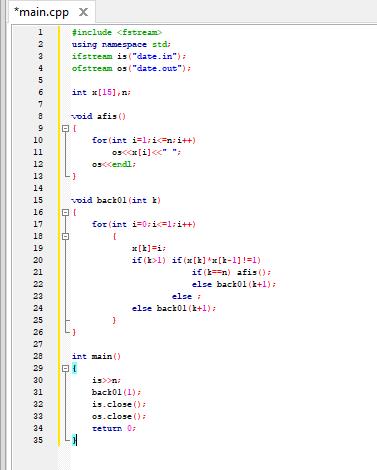 *main.cpp X
1 #include <fstream>
2 using namespace std;
3 ifstream is("date.in");
4 ofstream os("date.out");
5
6 int x[15],n;
7
8 void afis()
9 {
10 for(int i=1;i<=n;i++)
11 os<<x[i]<<" ";
12 os<<endl;
13 }
14
15 void back01(int k)
16 {
17 for(int i=0;i<=1;i++)
18 {
19 x[k]=i;
20 if(k>1) if(x[k]*x[k-1]!=1)
21 if(k==n) afis();
22 else back01(k+1);
23 else ;
24 else back01(k+1);
25 }
26 }
27
28 int main()
29 {
30 is>>n;
31 back01(1);
32 is.close();
33 os.close();
34 return 0;
35 }